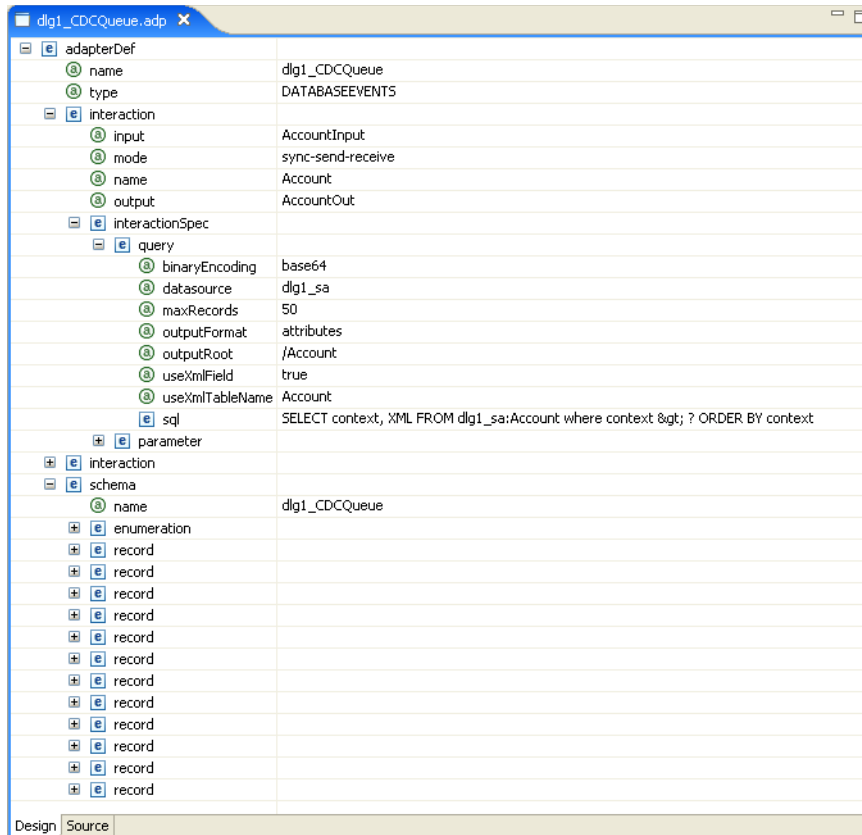 dlg1_CDCQueue.adp
e adapterDef
a name dlg1_CDCQueue
a type DATABASEEVENTS
e interaction
a input AccountInput
a mode sync-send-receive
a name Account
a output AccountOut
e interactionSpec
e query
a binaryEncoding base64
a datasource dlg1_sa
a maxRecords 50
a outputFormat attributes
a outputRoot /Account
a useXmlField true
a useXmlTableName Account
e sql SELECT context, XML FROM dlg1_sa:Account where context &gt; ? ORDER BY context
e parameter
e interaction
e schema
a name dlg1_CDCQueue
e enumeration
e record
e record
e record
e record
e record
e record
e record
e record
e record
e record
e record
e record
Design Source